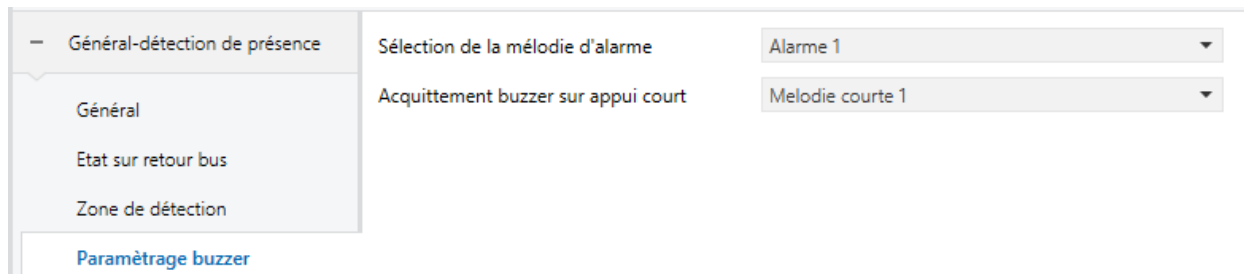 Général-détection de présence
Général
Etat sur retour bus
Zone de détection
Paramètrage buzzer
Sélection de la mélodie d'alarme
Alarme 1
Acquittement buzzer sur appui court
Melodie courte 1